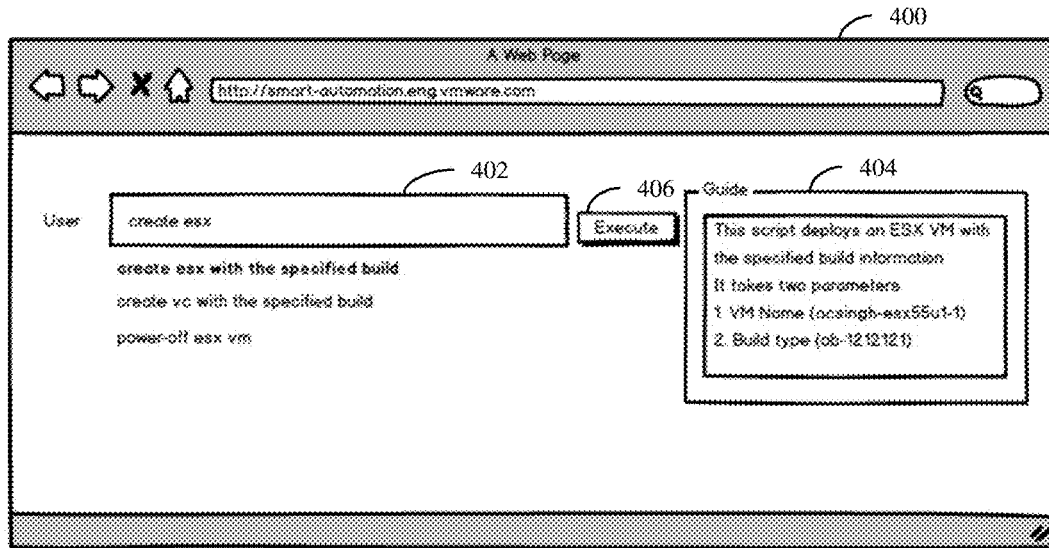 400
A Web Page
http://smart-automation.eng.vmware.com
402
406
404
Guide
User
create esx
Execute
create esx with the specified build
create vc with the specified build
power-off esx vm
This script deploys an ESX VM with
the specified build information
It takes two parameters
1. VM Name (acsingh-esx55u1-1)
2. Build type (ob-1212121)